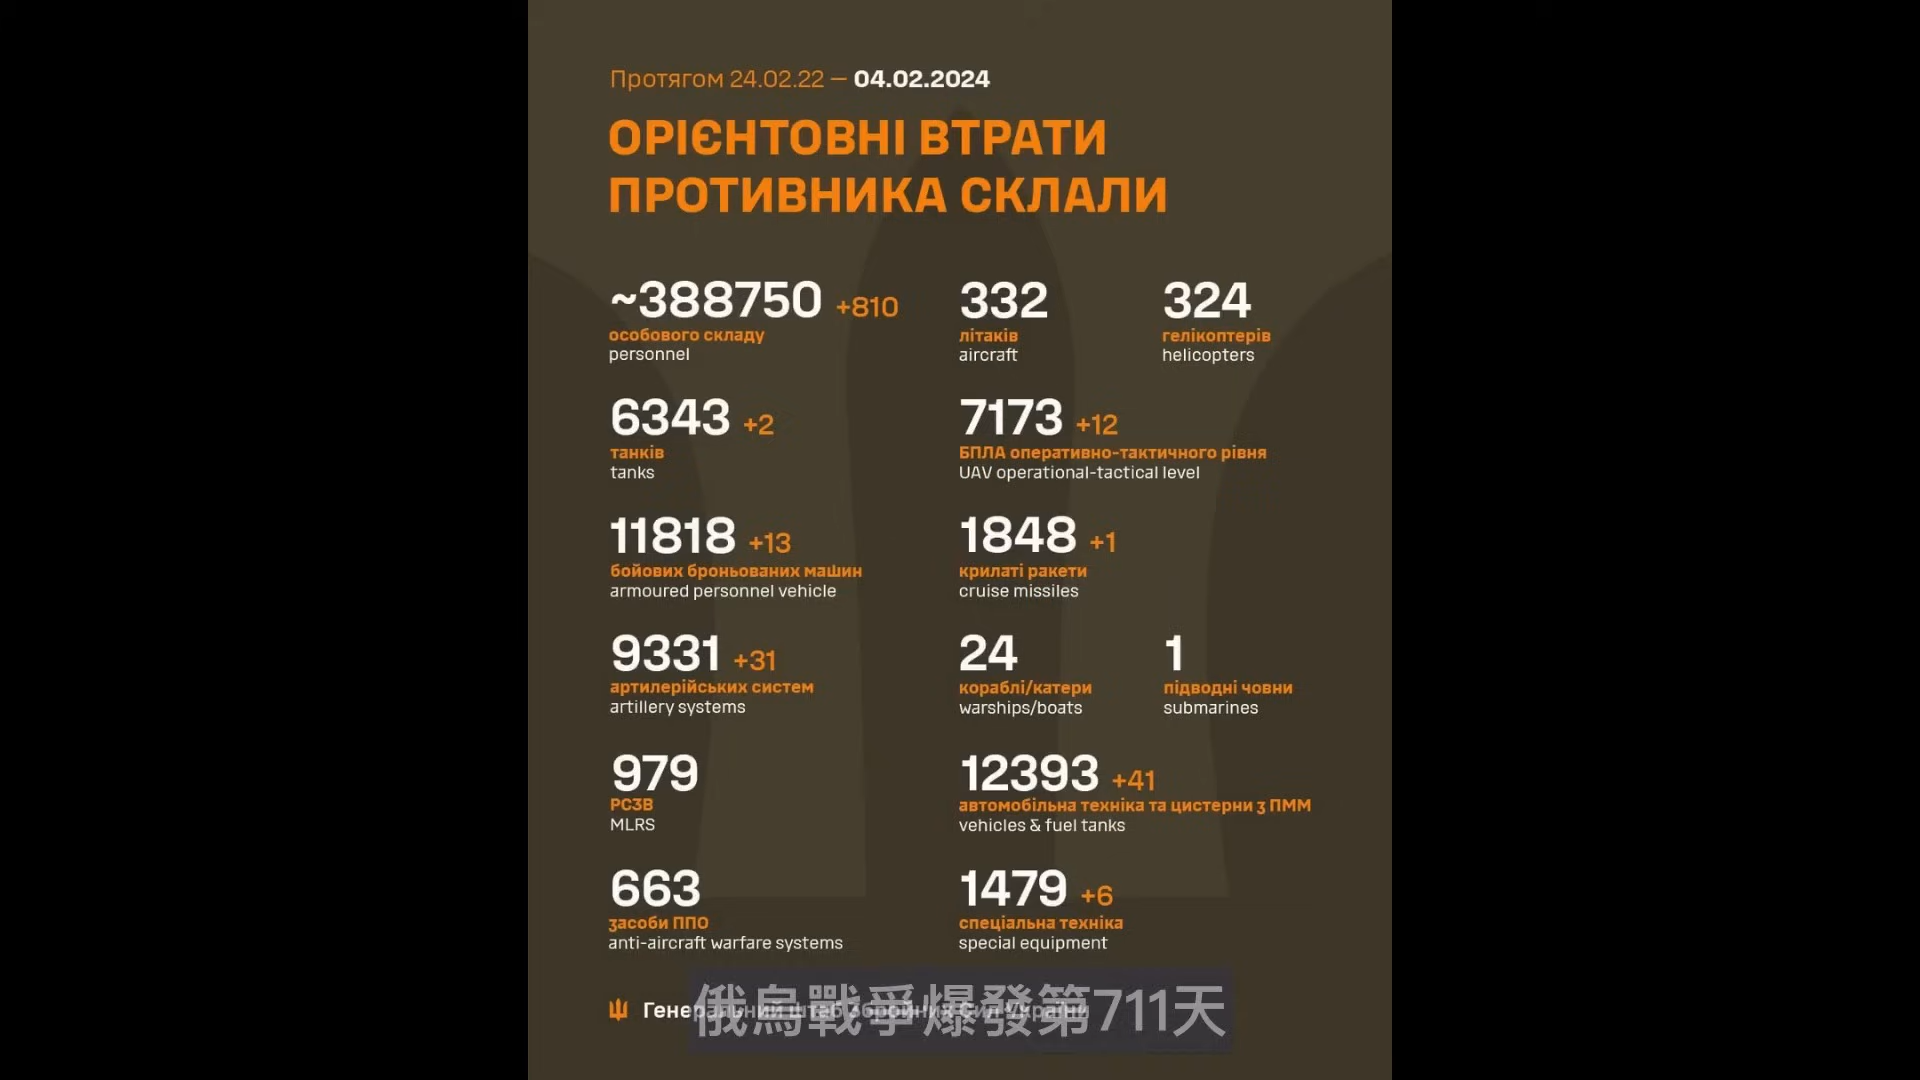 Протягом 24.02.22 — 04.02.2024
ОРІЄНТОВНІ ВТРАТИ
ПРОТИВНИКА СКЛАЛИ
~388750 +810
особового складу
personnel
332
літаків
aircraft
324
гелікоптерів
helicopters
6343 +2
танків
tanks
7173 +12
БПЛА оперативно-тактичного рівня
UAV operational-tactical level
11818 +13
бойових броньованих машин
armoured personnel vehicle
1848 +1
крилаті ракети
cruise missiles
9331 +31
артилерійських систем
artillery systems
24
кораблі/катери
warships/boats
1
підводні човни
submarines
979
РСЗВ
MLRS
12393 +41
автомобільна техніка та цистерни з ПММ
vehicles & fuel tanks
663
засоби ППО
anti-aircraft warfare systems
1479 +6
спеціальна техніка
special equipment
Генеральний штаб Збройних Сил України
俄烏戰爭爆發第711天